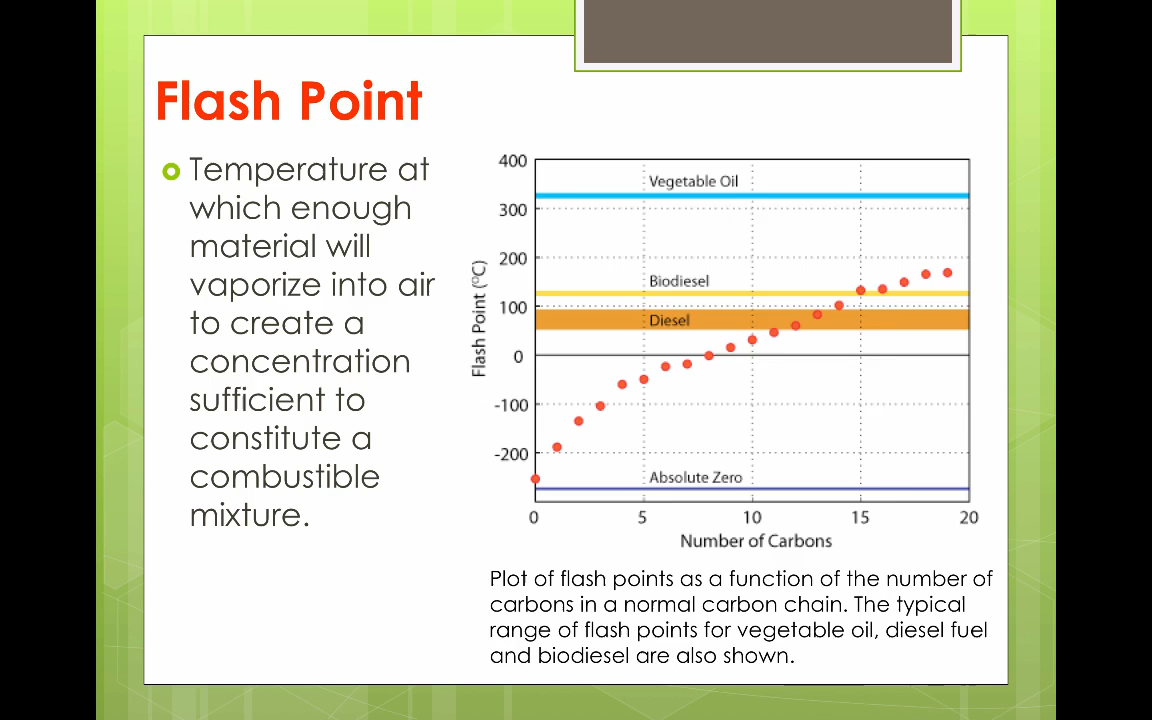 Flash Point
Temperature at
which enough
material will
vaporize into air
to create a
concentration
sufficient to
constitute a
combustible
mixture.
400
300
200
100
0
-100
-200
Flash Point (⁰C)
Vegetable Oil
Biodiesel
Diesel
Absolute Zero
0 5 10 15 20
Number of Carbons
Plot of flash points as a function of the number of
carbons in a normal carbon chain. The typical
range of flash points for vegetable oil, diesel fuel
and biodiesel are also shown.